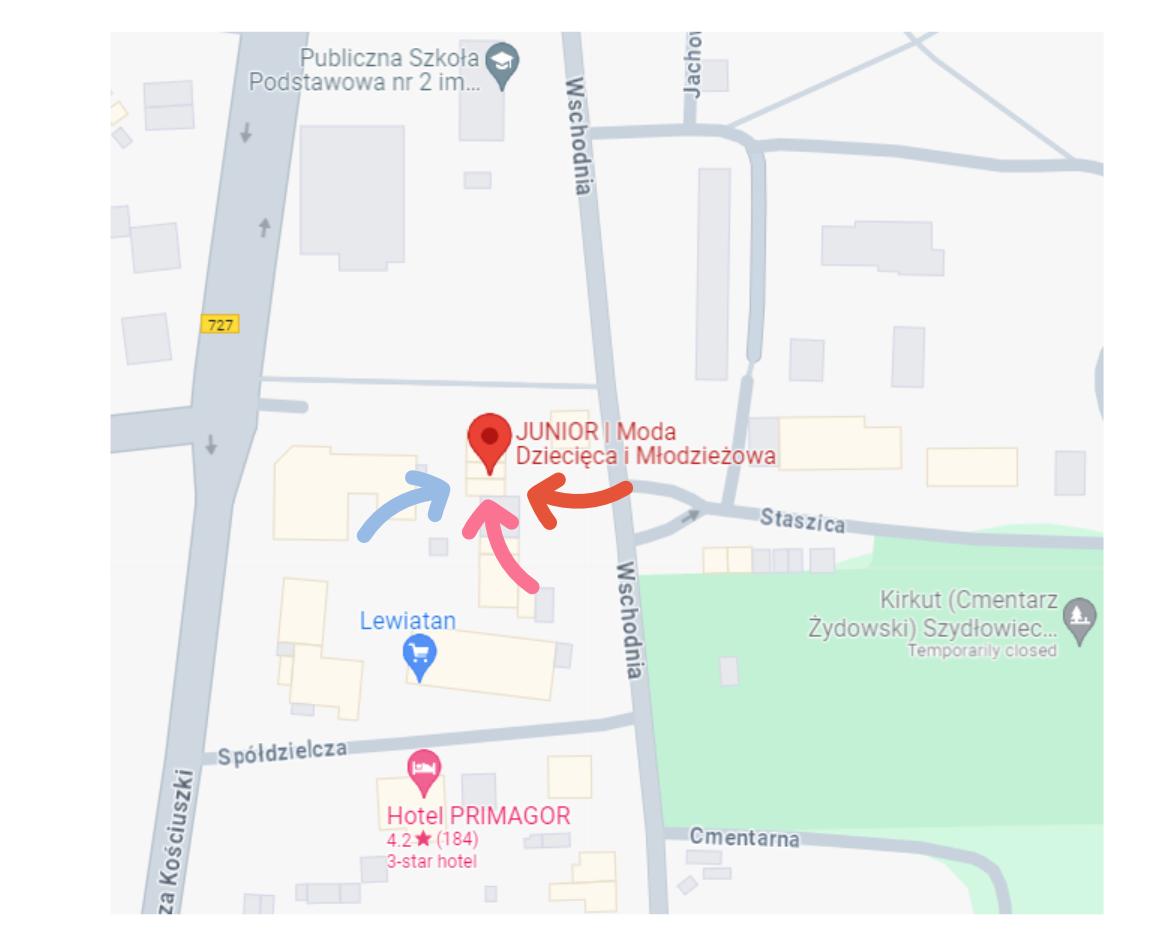 Publiczna Szkoła
Podstawowa nr 2 im...
Wschodnia
727
JUNIOR | Moda
Dziecięca i Młodzieżowa
Staszica
Wschodnia
Lewiatan
Kirkut (Cmentarz
Żydowski) Szydłowiec...
Temporarily closed
Spółdzielcza
Hotel PRIMAGOR
4.2★ (184)
3-star hotel
Cmentarna
za Kościuszki